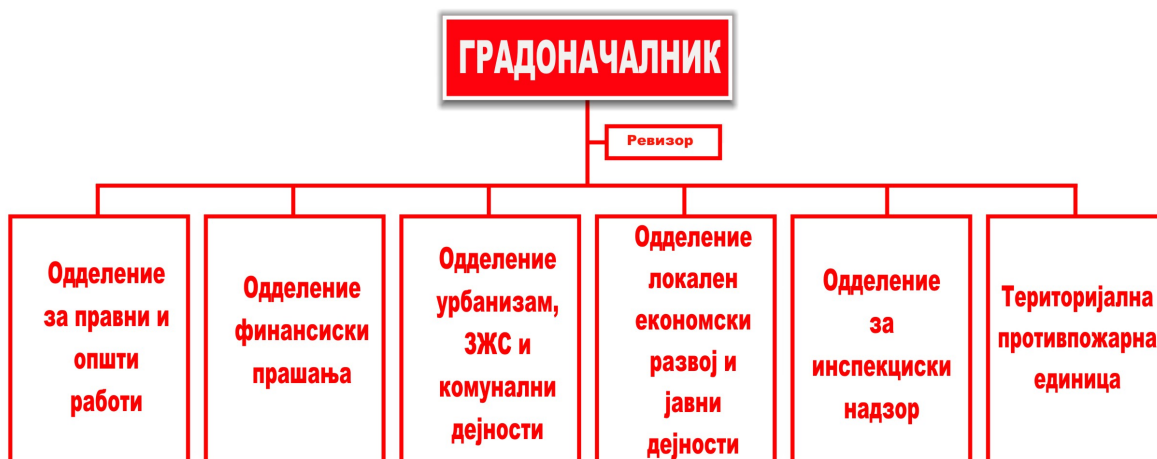 ГРАДОНАЧАЛНИК
Ревизор
Одделение
за правни и
општи
работи
Одделение
финансиски
прашања
Одделение
урбанизам,
ЗЖС и
комунални
дејности
Одделение
локален
економски
развој и
јавни
дејности
Одделение
за
инспекциски
надзор
Територијална
противпожарна
единица